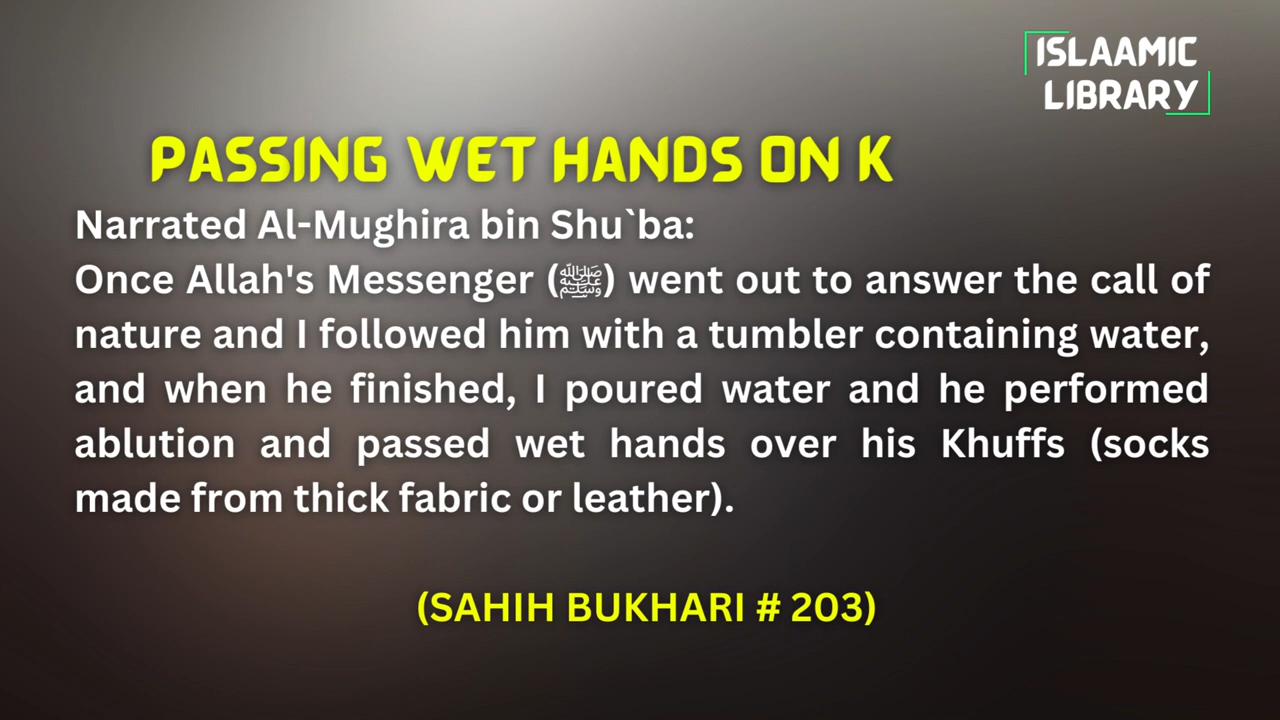 ISLAAMIC
LIBRARY
PASSING WET HANDS ON K
Narrated Al-Mughira bin Shu`ba:
Once Allah's Messenger (ﷺ) went out to answer the call of
nature and I followed him with a tumbler containing water,
and when he finished, I poured water and he performed
ablution and passed wet hands over his Khuffs (socks
made from thick fabric or leather).
(SAHIH BUKHARI # 203)